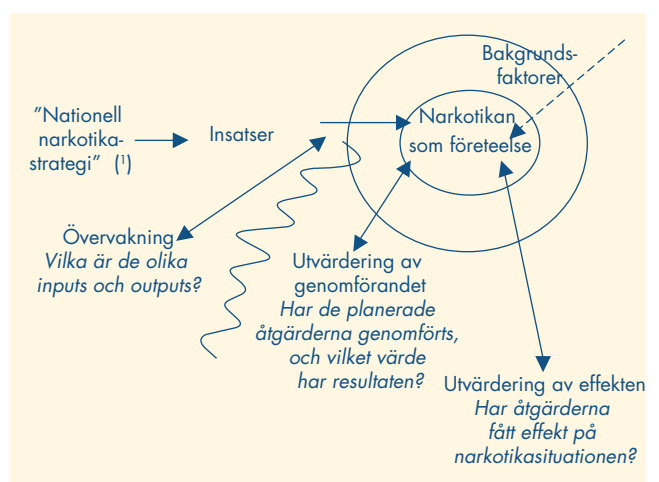 ”Nationell
narkotika-
strategi” (¹)
Insatser
Bakgrunds-
faktorer
Narkotikan
som företeelse
Övervakning
Vilka är de olika
inputs och outputs?
Utvärdering av
genomförandet
Har de planerade
åtgärderna genomförts,
och vilket värde
har resultaten?
Utvärdering av effekten
Har åtgärderna
fått effekt på
narkotikasituationen?